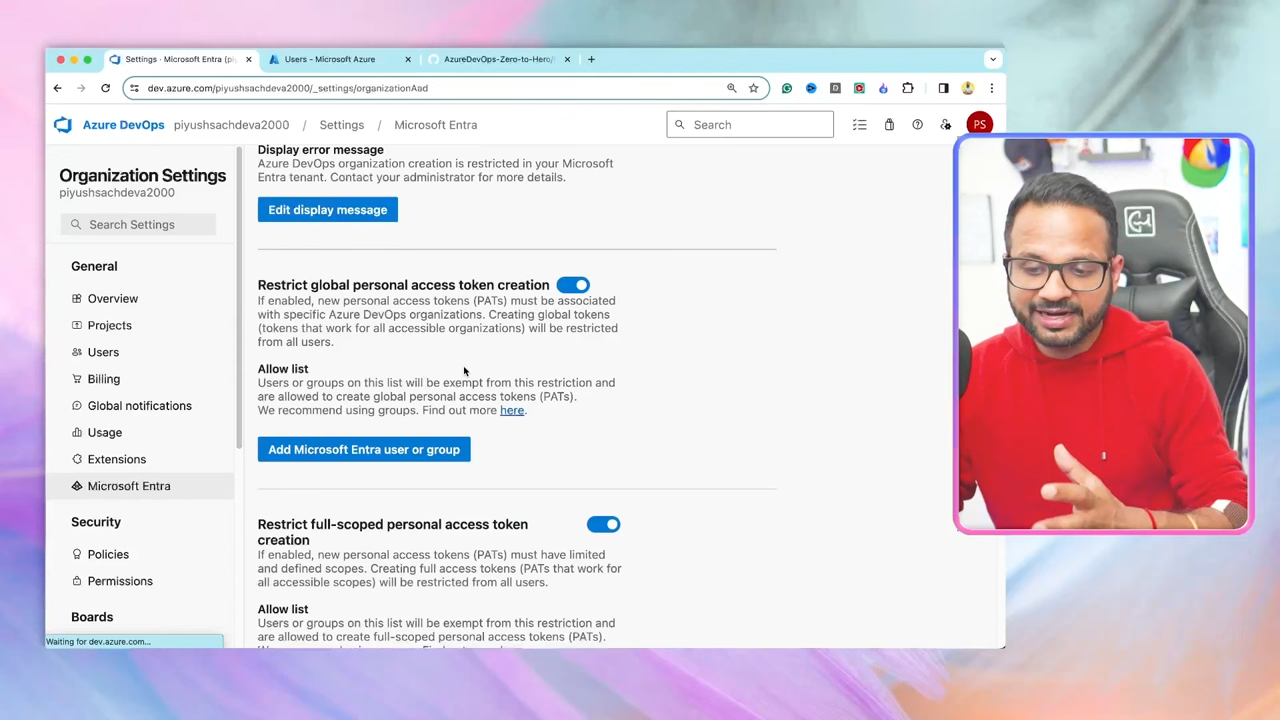 Settings · Microsoft Entra (pi
Users - Microsoft Azure
AzureDevOps-Zero-to-Hero/
dev.azure.com/piyushsachdeva2000/_settings/organizationAad
Azure DevOps piyushsachdeva20 / Settings / Microsoft Entra
Search
PS
Organization Settings
piyushsachdeva2000
Search Settings
General
Overview
Projects
Users
Billing
Global notifications
Usage
Extensions
Microsoft Entra
Security
Policies
Permissions
Boards
Waiting for dev.azure.com...
Display error message
Azure DevOps organization creation is restricted in your Microsoft
Entra tenant. Contact your administrator for more details.
Edit display message
Restrict global personal access token creation
If enabled, new personal access tokens (PATs) must be associated
with specific Azure DevOps organizations. Creating global tokens
(tokens that work for all accessible organizations) will be restricted
from all users.
Allow list
Users or groups on this list will be exempt from this restriction and
are allowed to create global personal access tokens (PATs).
We recommend using groups. Find out more here.
Add Microsoft Entra user or group
Restrict full-scoped personal access token
creation
If enabled, new personal access tokens (PATs) must have limited
and defined scopes. Creating full access tokens (PATs that work for
all accessible scopes) will be restricted from all users.
Allow list
Users or groups on this list will be exempt from this restriction and
are allowed to create full-scoped personal access tokens (PATs).